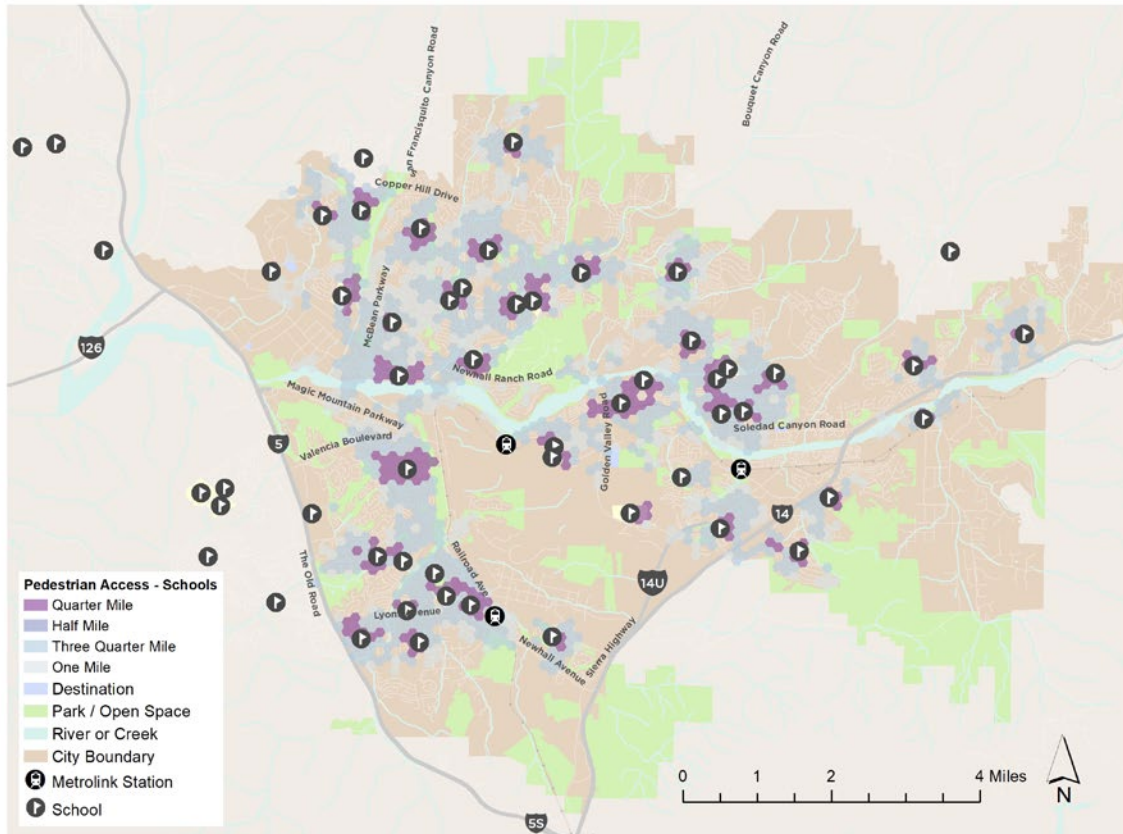 San Francisquito Canyon Road
Bouquet Canyon Road
Copper Hill Drive
McBean Parkway
126
Newhall Ranch Road
Magic Mountain Parkway
Golden Valley Road
Soledad Canyon Road
5
Valencia Boulevard
14
The Old Road
Railroad Ave
14U
Lyons Avenue
Newhall Avenue
Sierra Highway
Pedestrian Access - Schools
Quarter Mile
Half Mile
Three Quarter Mile
One Mile
Destination
Park / Open Space
River or Creek
City Boundary
Metrolink Station
School
0 1 2 4 Miles
N
5S